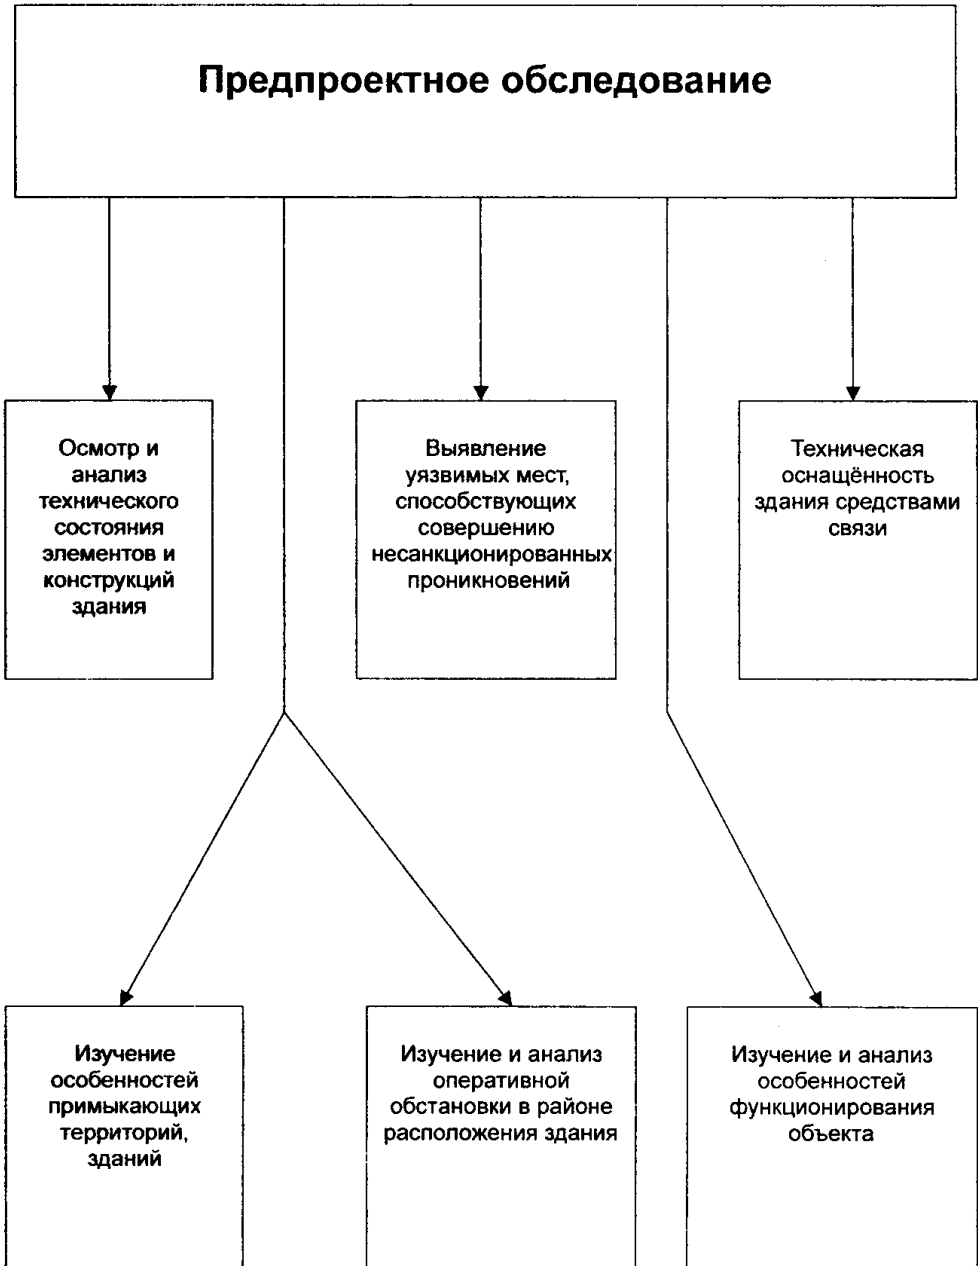 Предпроектное обследование
Осмотр и
анализ
технического
состояния
элементов и
конструкций
здания
Выявление
уязвимых мест,
способствующих
совершению
несанкционированных
проникновений
Техническая
оснащённость
здания средствами
связи
Изучение
особенностей
примыкающих
территорий,
зданий
Изучение и анализ
оперативной
обстановки в районе
расположения здания
Изучение и анализ
особенностей
функционирования
объекта